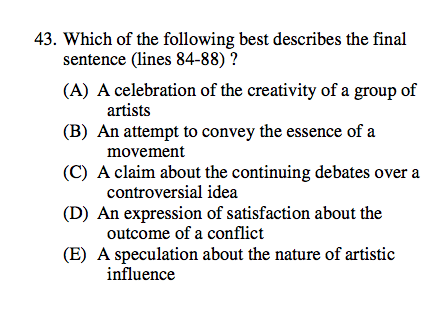 43. Which of the following best describes the final
sentence (lines 84-88) ?
(A) A celebration of the creativity of a group of
artists
(B) An attempt to convey the essence of a
movement
(C) A claim about the continuing debates over a
controversial idea
(D) An expression of satisfaction about the
outcome of a conflict
(E) A speculation about the nature of artistic
influence